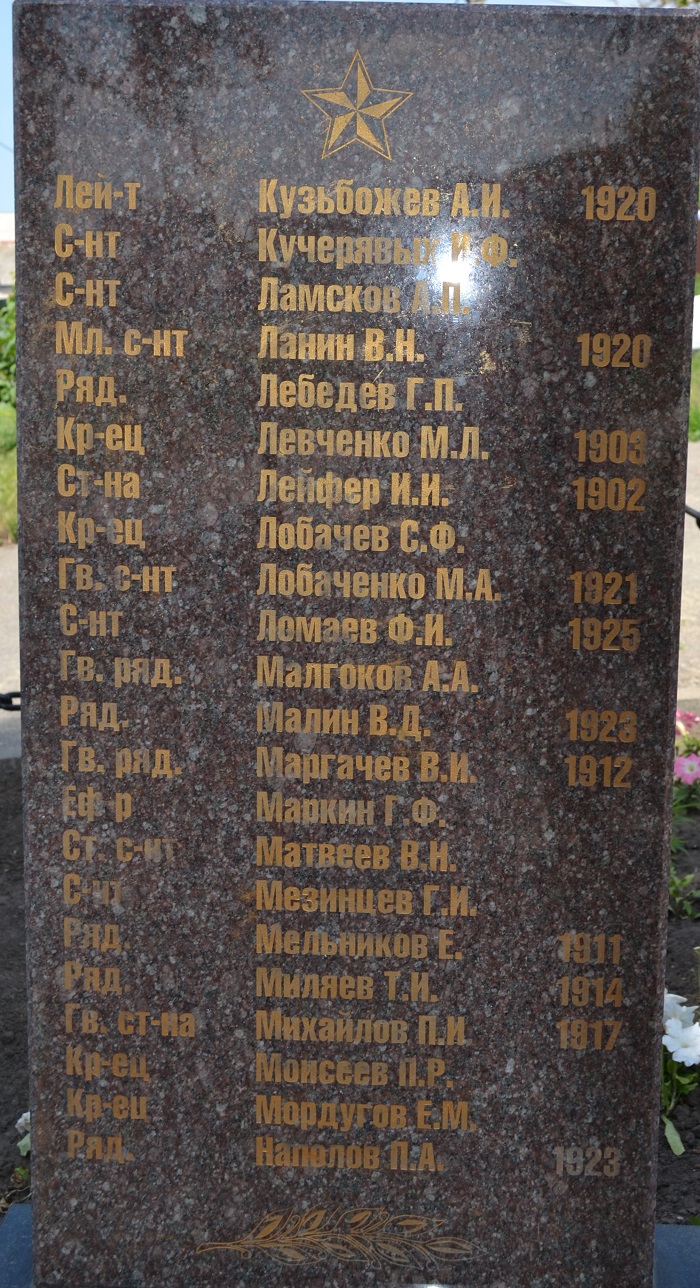 Лей-т Кузьбожев А.И. 1920
С-нт Кучерявых И.Ф.
С-нт Ламсков А.П.
Мл. с-нт Ланин В.Н. 1920
Ряд. Лебедев Г.П.
Кр-ец Левченко М.Л. 1903
Ст-на Лейфер И.И. 1902
Кр-ец Лобачев С.Ф.
Гв. с-нт Лобаченко М.А. 1921
С-нт Ломаев Ф.И. 1925
Гв. ряд. Малгоков А.А.
Ряд. Малин В.Д. 1923
Гв. ряд. Маргачев В.И. 1912
Еф-р Маркин Г.Ф.
Ст. с-нт Матвеев В.Н.
С-нт Мезинцев Г.И.
Ряд. Мельников Е. 1911
Ряд. Миляев Т.И. 1914
Гв. ст-на Михайлов П.И. 1917
Кр-ец Моисеев П.Р.
Кр-ец Мордугов Е.М.
Ряд. Наполов П.А. 1923